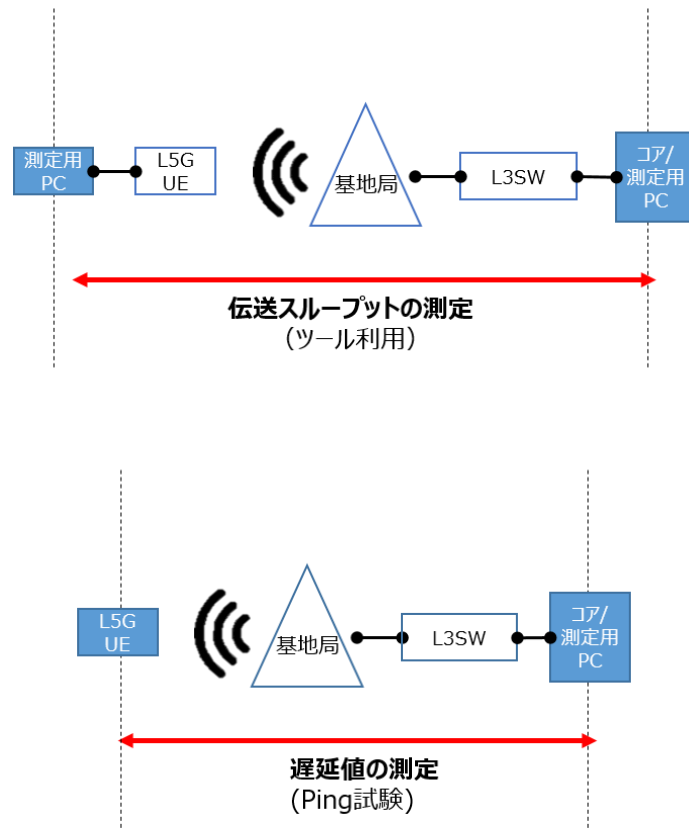 測定用
PC
L5G
UE
基地局
L3SW
コア/
測定用
PC
伝送スループットの測定
(ツール利用)
L5G
UE
基地局
L3SW
コア/
測定用
PC
遅延値の測定
(Ping試験)